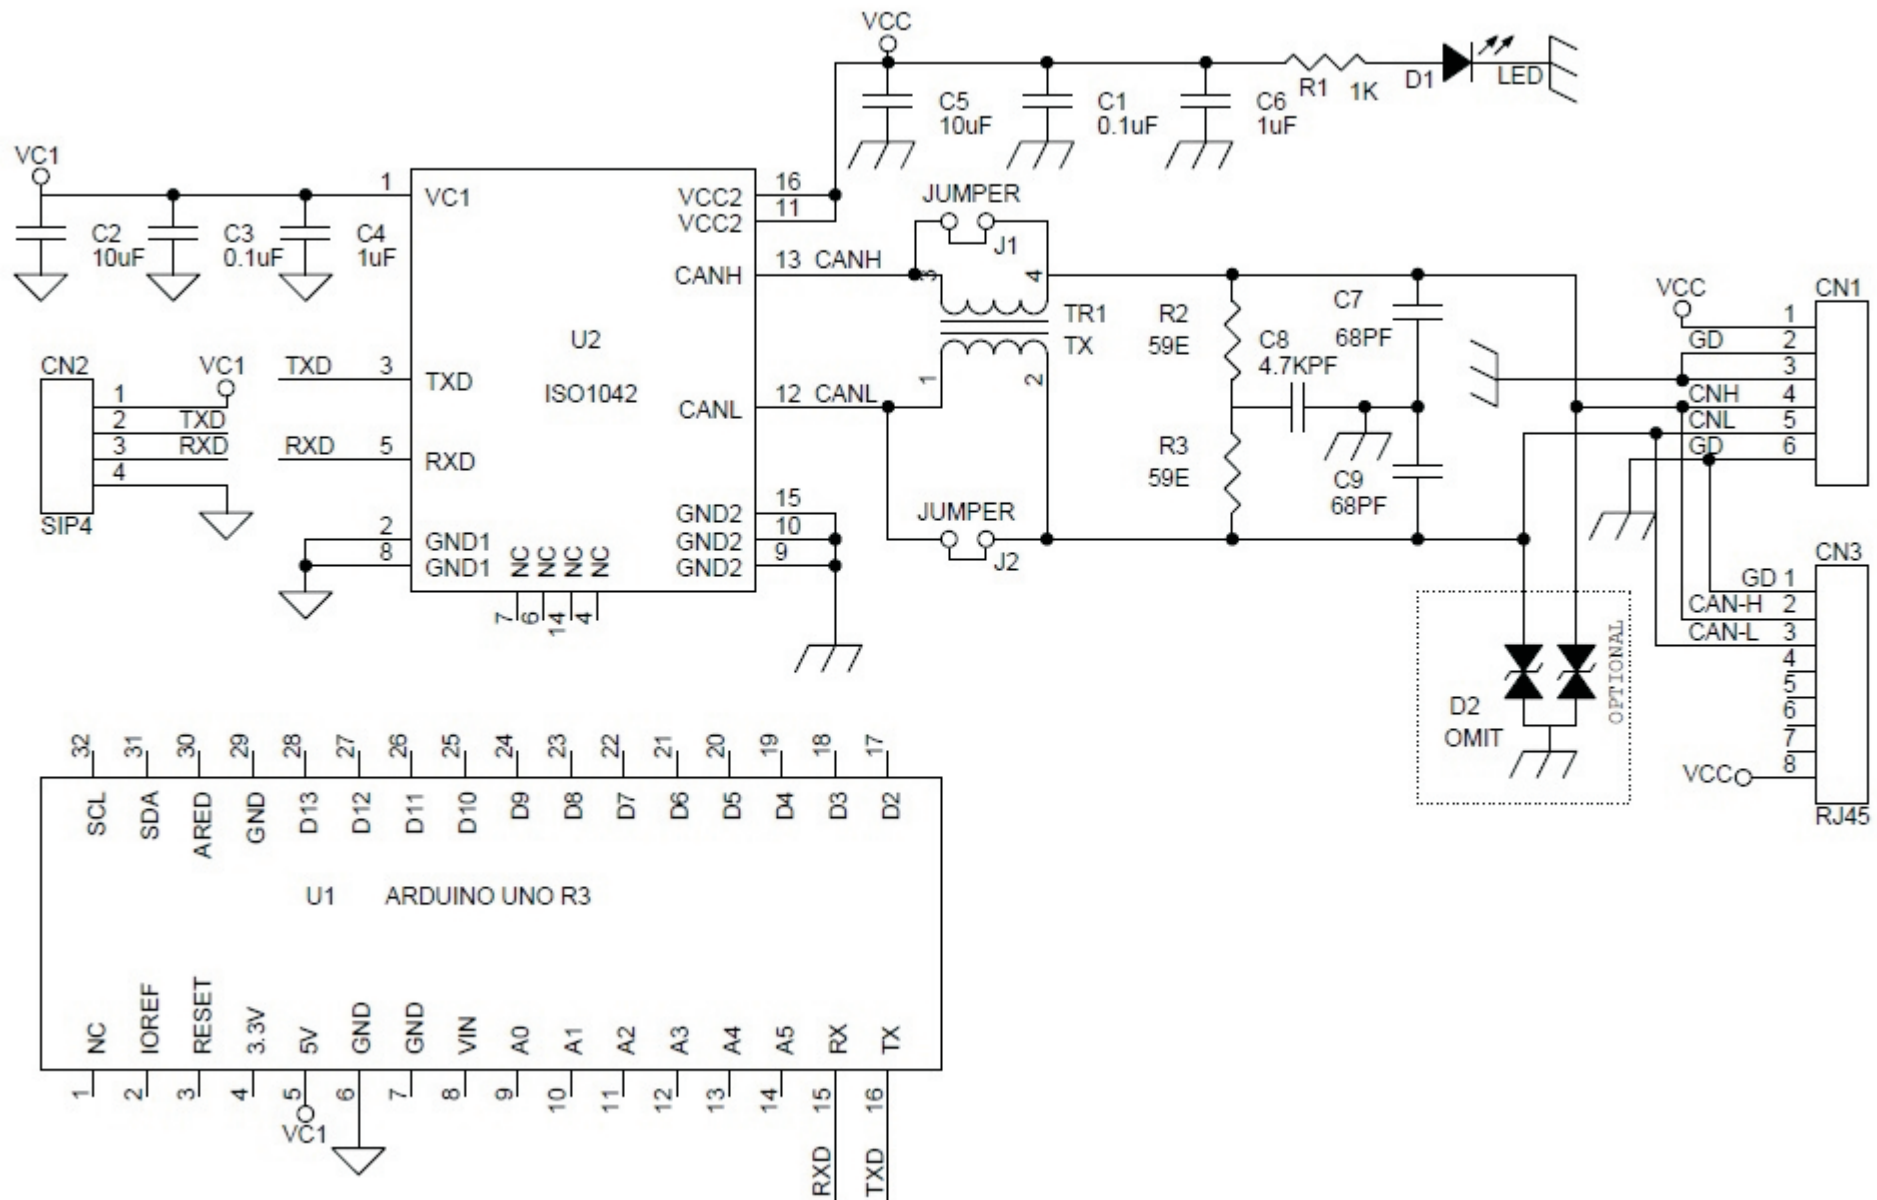 VCC
C5
10uF
C1
0.1uF
C6
1uF
R1
1K
D1
LED
VC1
C2
10uF
C3
0.1uF
C4
1uF
1
VC1
VCC2
16
VCC2
11
CANH
13 CANH
JUMPER
J1
3
4
TR1
TX
1
2
U2
ISO1042
TXD
3
TXD
RXD
5
RXD
CANL
12 CANL
2
GND1
8
GND1
NC
NC
NC
NC
7
6
14
4
GND2
15
GND2
10
GND2
9
JUMPER
J2
CN2
1
2
3
4
VC1
TXD
RXD
SIP4
R2
59E
R3
59E
C8
4.7KPF
C7
68PF
C9
68PF
VCC
CN1
1
GD 2
3
CNH 4
CNL 5
GD 6
CN3
GD 1
CAN-H 2
CAN-L 3
4
5
6
7
VCC 8
RJ45
D2
OMIT
OPTIONAL
32
31
30
29
28
27
26
25
24
23
22
21
20
19
18
17
SCL
SDA
ARED
GND
D13
D12
D11
D10
D9
D8
D7
D6
D5
D4
D3
D2
U1
ARDUINO UNO R3
NC
IOREF
RESET
3.3V
5V
GND
GND
VIN
A0
A1
A2
A3
A4
A5
RX
TX
1
2
3
4
5
6
7
8
9
10
11
12
13
14
15
16
VC1
RXD
TXD